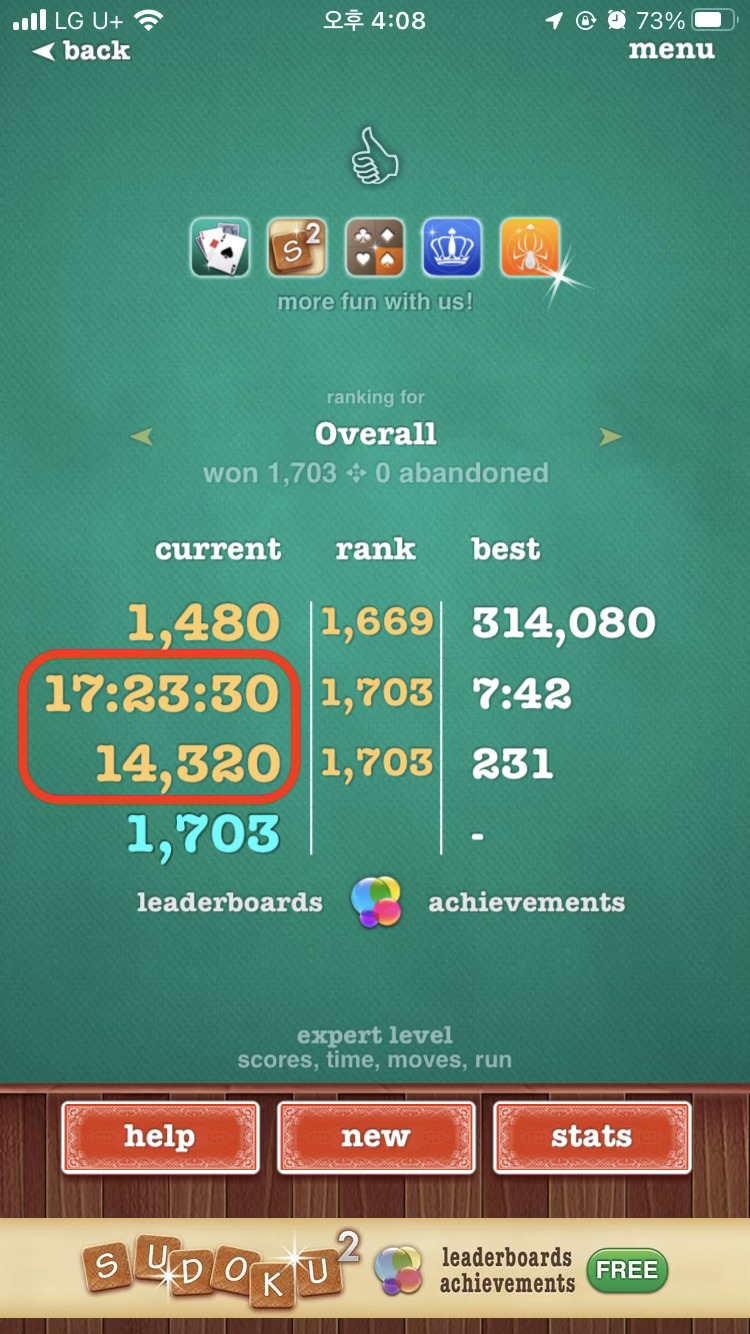 LG U+ 오후 4:08 73%
back menu
S2
more fun with us!
ranking for
Overall
won 1,703 0 abandoned
current rank best
1,480 1,669 314,080
17:23:30 1,703 7:42
14,320 1,703 231
1,703 -
leaderboards achievements
expert level
scores, time, moves, run
help new stats
SUDOKU2 leaderboards
achievements FREE